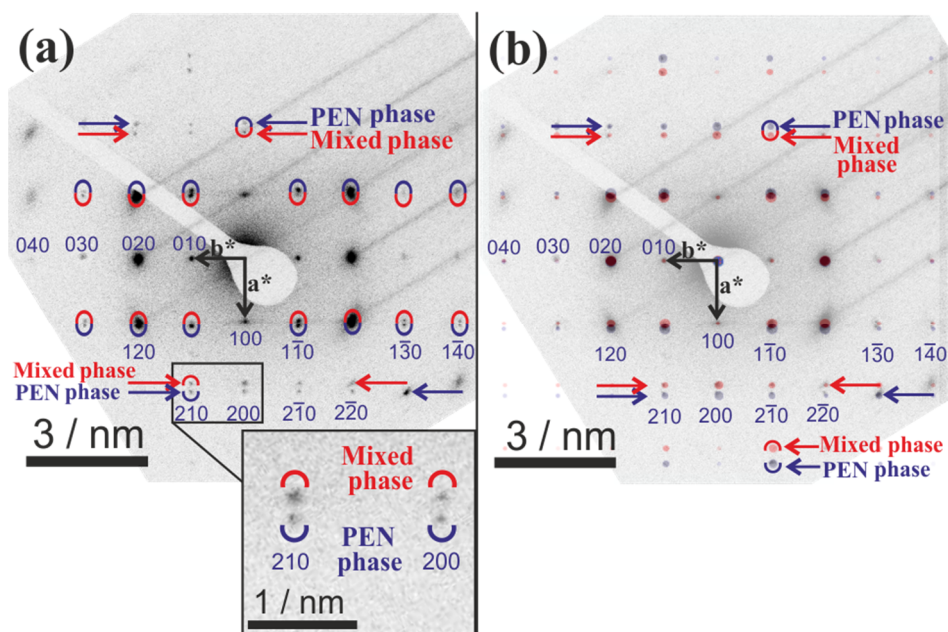 (a)
PEN phase
Mixed phase
040 030 020 010
b*
a*
100
120 11̅0 13̅0 14̅0
Mixed phase
PEN phase
210 200 21̅0 22̅0
3 / nm
Mixed
phase
PEN
phase
210 200
1 / nm
(b)
PEN phase
Mixed
phase
040 030 020 010
b*
a*
100
120 11̅0 13̅0 14̅0
210 200 21̅0 22̅0
3 / nm
Mixed phase
PEN phase